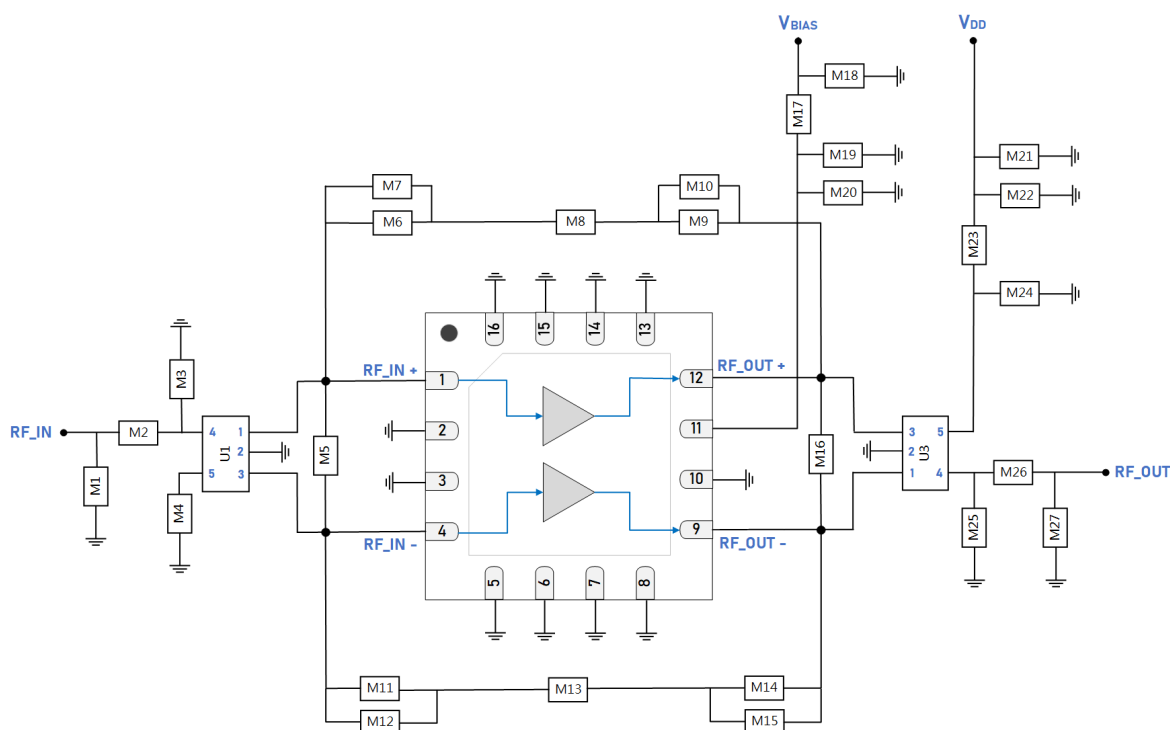 VBIAS
VDD
M18
M17
M19
M20
M21
M22
M23
M24
M7
M6
M8
M10
M9
16
15
14
13
M3
RF_IN
M2
M1
M4
4
5
U1
1
2
3
M5
RF_IN +
1
2
3
4
RF_IN -
RF_OUT +
12
11
10
9
RF_OUT -
M16
3
2
1
U3
5
4
M26
RF_OUT
M25
M27
5
6
7
8
M11
M12
M13
M14
M15